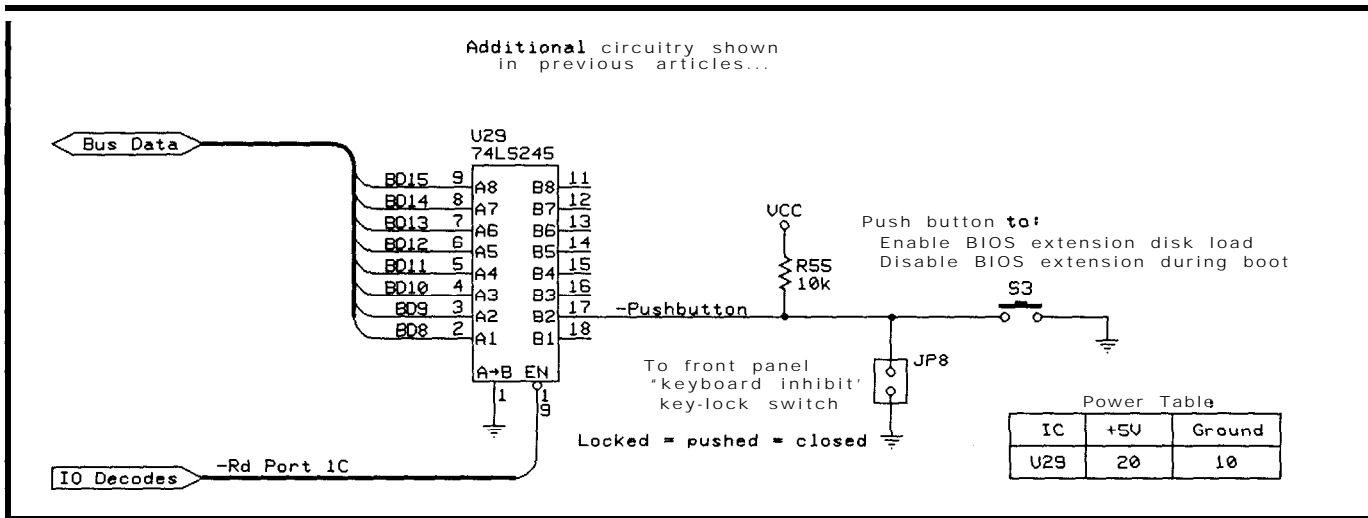 Additional circuitry shown
in previous articles...
Bus Data
U29
74LS245
BD15 9 A8 B8 11
BD14 8 A7 B7 12
BD13 7 A6 B6 13
BD12 6 A5 B5 14
BD11 5 A4 B4 15
BD10 4 A3 B3 16
BD9 3 A2 B2 17 -Pushbutton
BD8 2 A1 B1 18
A→B EN
1 19
VCC
R55
10k
Push button to:
Enable BIOS extension disk load
Disable BIOS extension during boot
S3
To front panel
"keyboard inhibit'
key-lock switch
JP8
Locked = pushed = closed
-Rd Port 1C
IO Decodes
Power Table
IC +5V Ground
U29 20 10